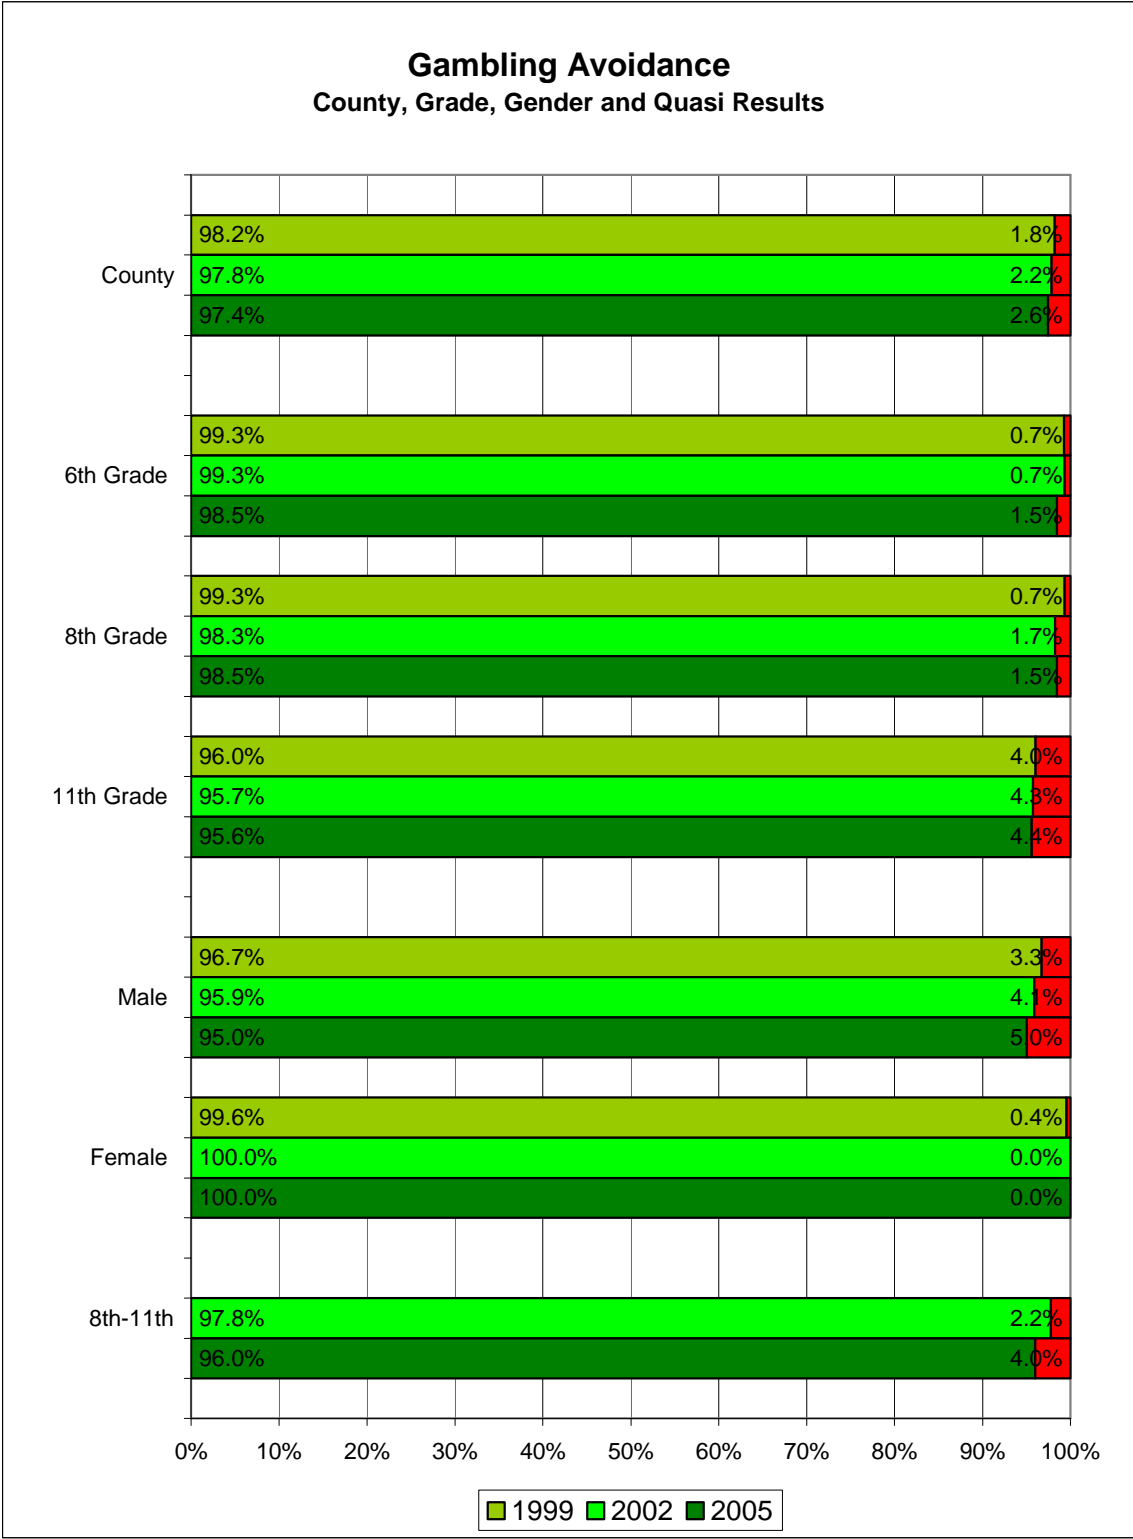 Gambling Avoidance
County, Grade, Gender and Quasi Results
98.2% 1.8%
County 97.8% 2.2%
97.4% 2.6%
99.3% 0.7%
6th Grade 99.3% 0.7%
98.5% 1.5%
99.3% 0.7%
8th Grade 98.3% 1.7%
98.5% 1.5%
96.0% 4.0%
11th Grade 95.7% 4.3%
95.6% 4.4%
96.7% 3.3%
Male 95.9% 4.1%
95.0% 5.0%
99.6% 0.4%
Female 100.0% 0.0%
100.0% 0.0%
8th-11th 97.8% 2.2%
96.0% 4.0%
0% 10% 20% 30% 40% 50% 60% 70% 80% 90% 100%
1999 2002 2005